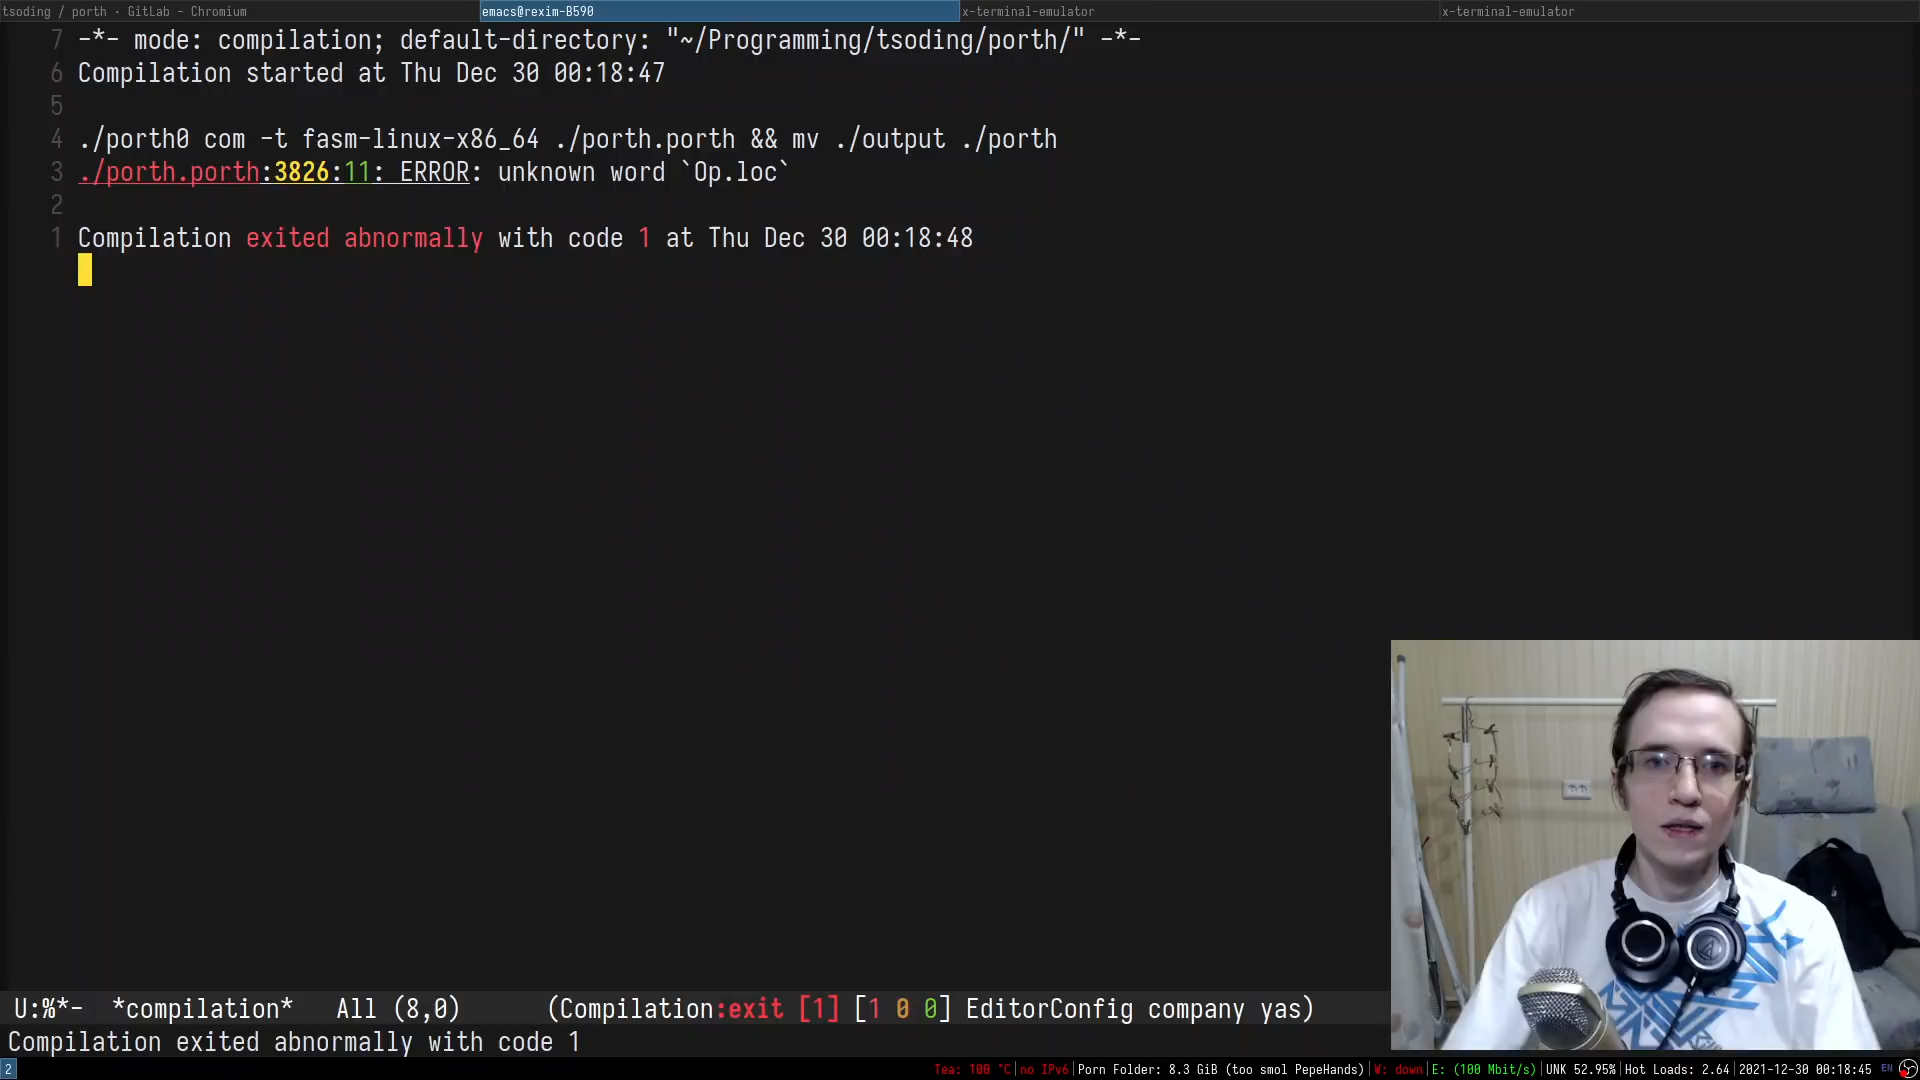 tsoding / porth · GitLab - Chromium
emacs@rexim-B590
x-terminal-emulator
x-terminal-emulator
7 -*- mode: compilation; default-directory: "~/Programming/tsoding/porth/" -*-
6 Compilation started at Thu Dec 30 00:18:47
5
4 ./porth0 com -t fasm-linux-x86_64 ./porth.porth && mv ./output ./porth
3 ./porth.porth:3826:11: ERROR: unknown word `Op.loc`
2
1 Compilation exited abnormally with code 1 at Thu Dec 30 00:18:48
U:%*-  *compilation*   All (8,0)      (Compilation:exit [1] [1 0 0] EditorConfig company yas)
Compilation exited abnormally with code 1
2
Tea: 100 °C|no IPv6|Porn Folder: 8.3 GiB (too smol PepeHands)|W: down|E: (100 Mbit/s)|UNK 52.95%|Hot Loads: 2.64|2021-12-30 00:18:45 EN